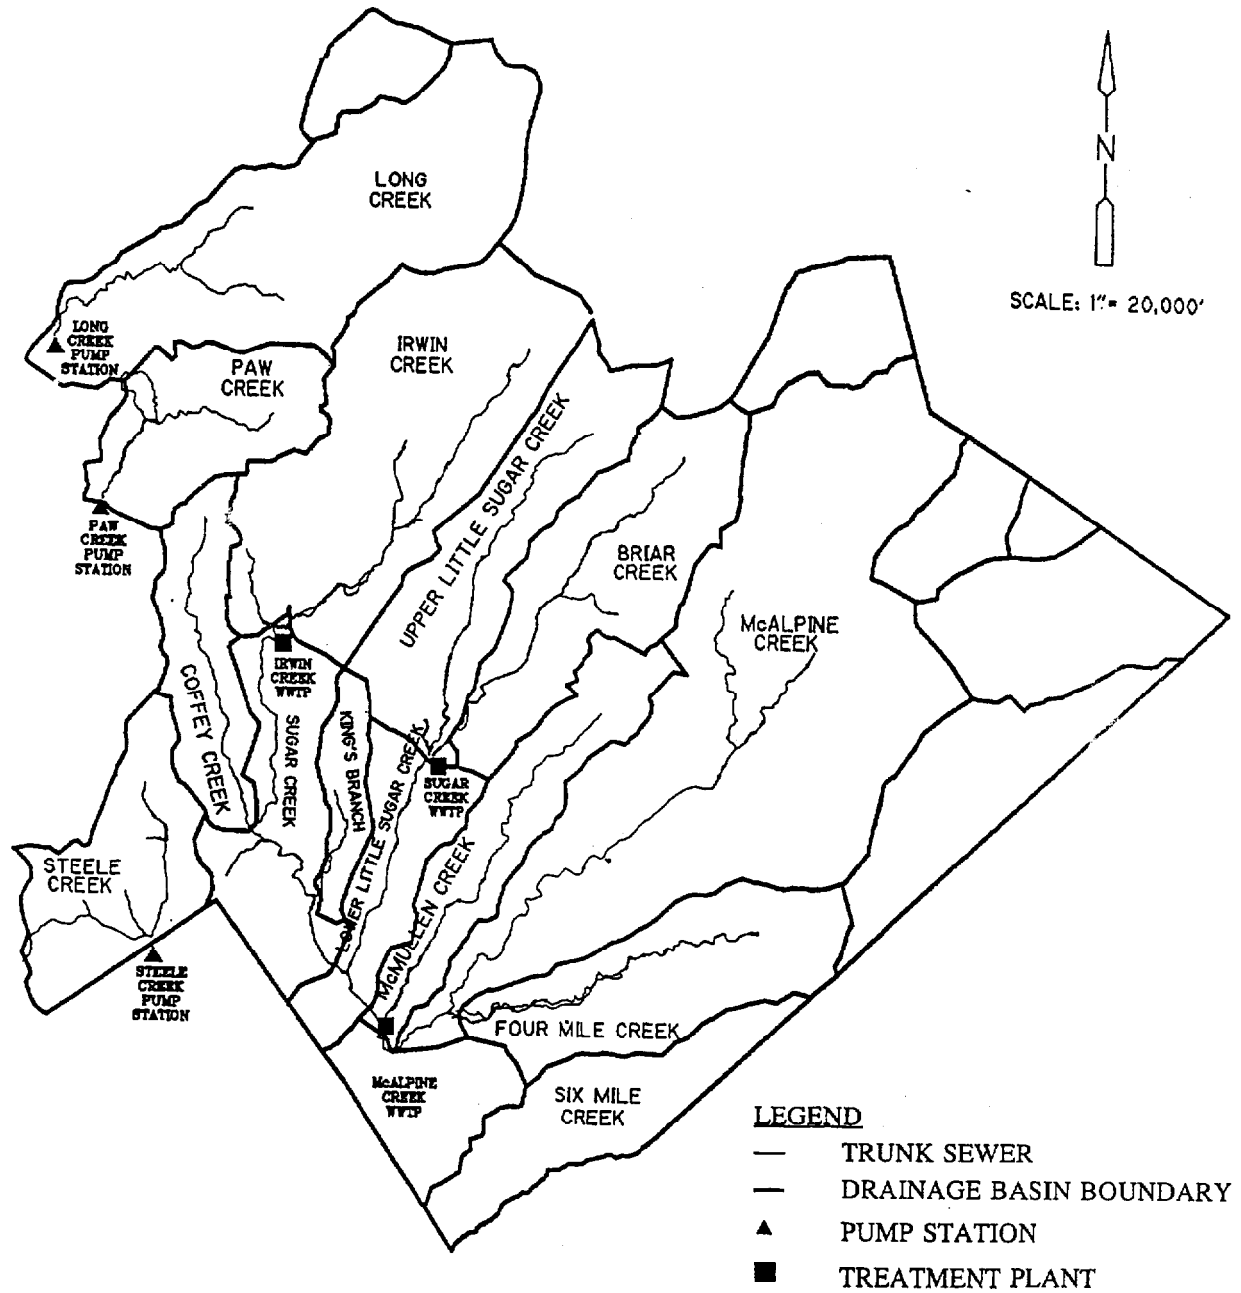 N
SCALE: 1"= 20,000'
LONG
CREEK
LONG
CREEK
PUMP
STATION
PAW
CREEK
IRWIN
CREEK
UPPER LITTLE SUGAR CREEK
PAW
CREEK
PUMP
STATION
BRIAR
CREEK
McALPINE
CREEK
IRWIN
CREEK
WWTP
COFFEY CREEK
SUGAR CREEK
KING'S BRANCH
LOWER LITTLE SUGAR CREEK
SUGAR
CREEK
WWTP
McMULLEN CREEK
STEELE
CREEK
STEELE
CREEK
PUMP
STATION
FOUR MILE CREEK
McALPINE
CREEK
WWTP
SIX MILE
CREEK
LEGEND
TRUNK SEWER
DRAINAGE BASIN BOUNDARY
PUMP STATION
TREATMENT PLANT